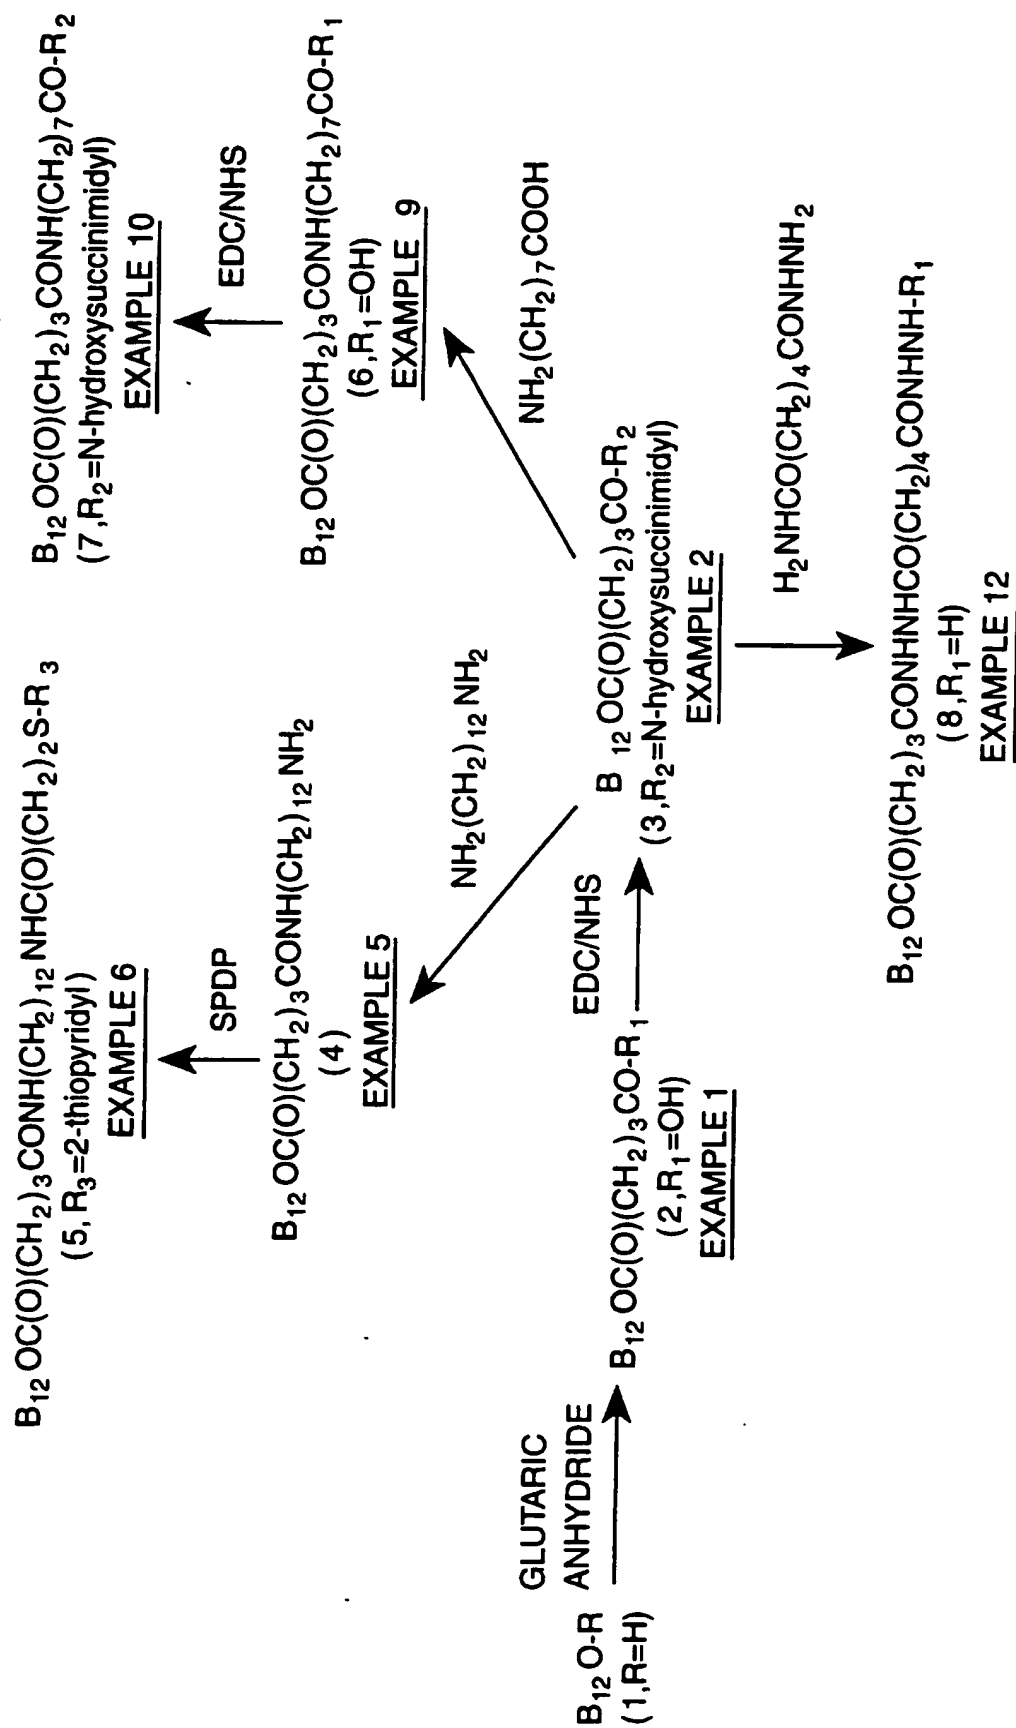 B12OC(O)(CH2)3CONH(CH2)12NHC(O)(CH2)2S-R3
(5,R3=2-thiopyridyl)
EXAMPLE 6
SPDP
B12OC(O)(CH2)3CONH(CH2)12NH2
(4)
EXAMPLE 5
NH2(CH2)12NH2
B12OC(O)(CH2)3CONH(CH2)7CO-R2
(7,R2=N-hydroxysuccinimidyl)
EXAMPLE 10
EDC/NHS
B12OC(O)(CH2)3CONH(CH2)7CO-R1
(6,R1=OH)
EXAMPLE 9
NH2(CH2)7COOH
GLUTARIC
ANHYDRIDE
B12O-R
(1,R=H)
B12OC(O)(CH2)3CO-R1
(2,R1=OH)
EXAMPLE 1
EDC/NHS
B12OC(O)(CH2)3CO-R2
(3,R2=N-hydroxysuccinimidyl)
EXAMPLE 2
H2NHCO(CH2)4CONHNH2
B12OC(O)(CH2)3CONHNHCO(CH2)4CONHNH-R1
(8,R1=H)
EXAMPLE 12